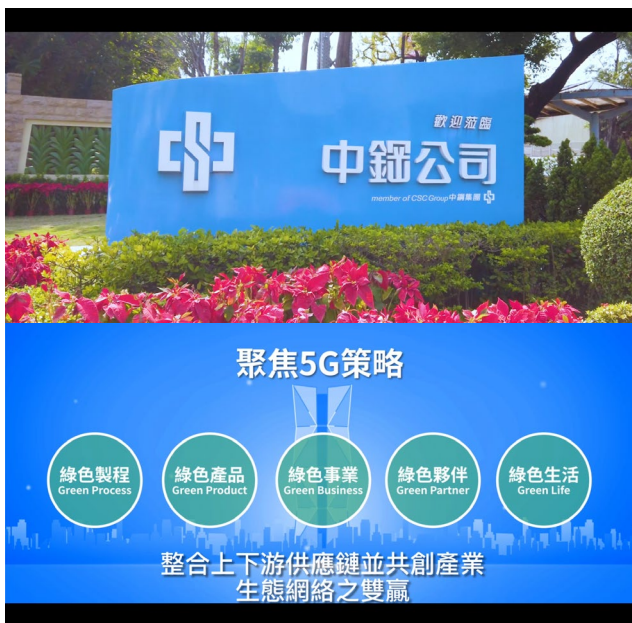 歡迎蒞臨
中鋼公司
member of CSC Group 中鋼集團
聚焦5G策略
綠色製程
Green Process
綠色產品
Green Product
綠色事業
Green Business
綠色夥伴
Green Partner
綠色生活
Green Life
整合上下游供應鏈並共創產業
生態網絡之雙贏